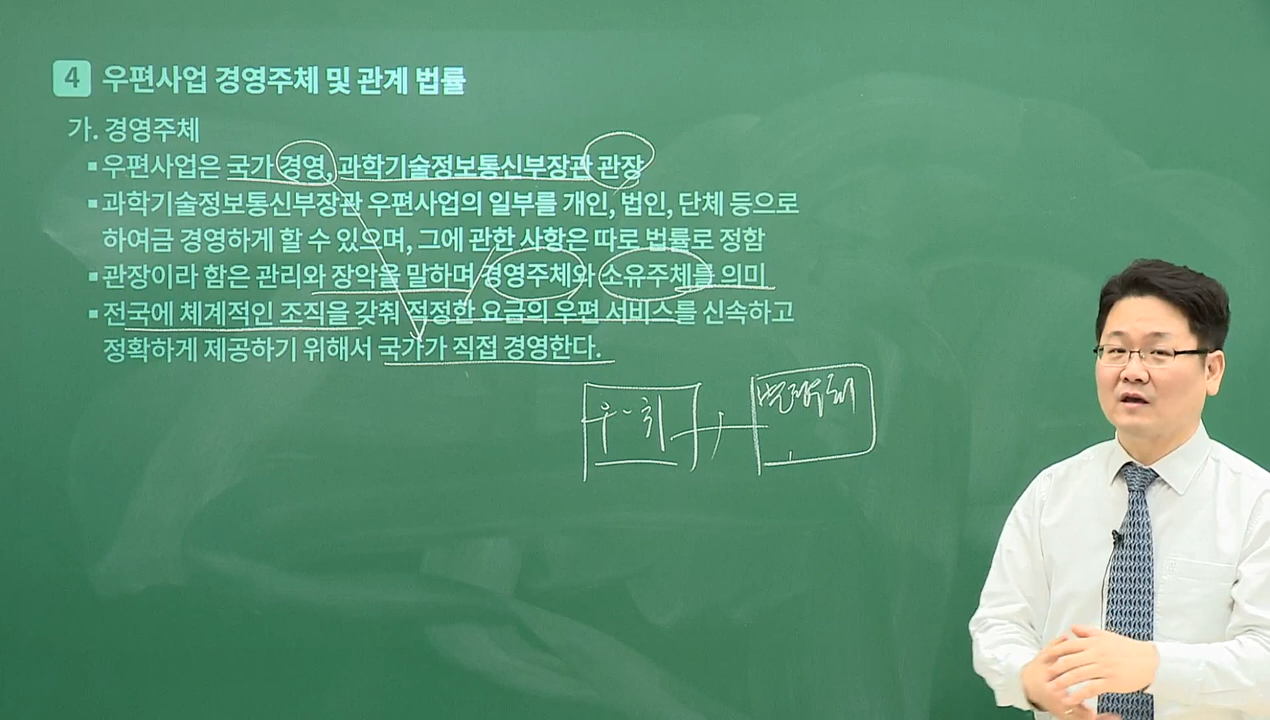 4 우편사업 경영주체 및 관계 법률
가. 경영주체
▪우편사업은 국가 경영, 과학기술정보통신부장관 관장
▪과학기술정보통신부장관 우편사업의 일부를 개인, 법인, 단체 등으로
하여금 경영하게 할 수 있으며, 그에 관한 사항은 따로 법률로 정함
▪관장이라 함은 관리와 장악을 말하며 경영주체와 소유주체를 의미
▪전국에 체계적인 조직을 갖춰 적정한 요금의 우편 서비스를 신속하고
정확하게 제공하기 위해서 국가가 직접 경영한다.